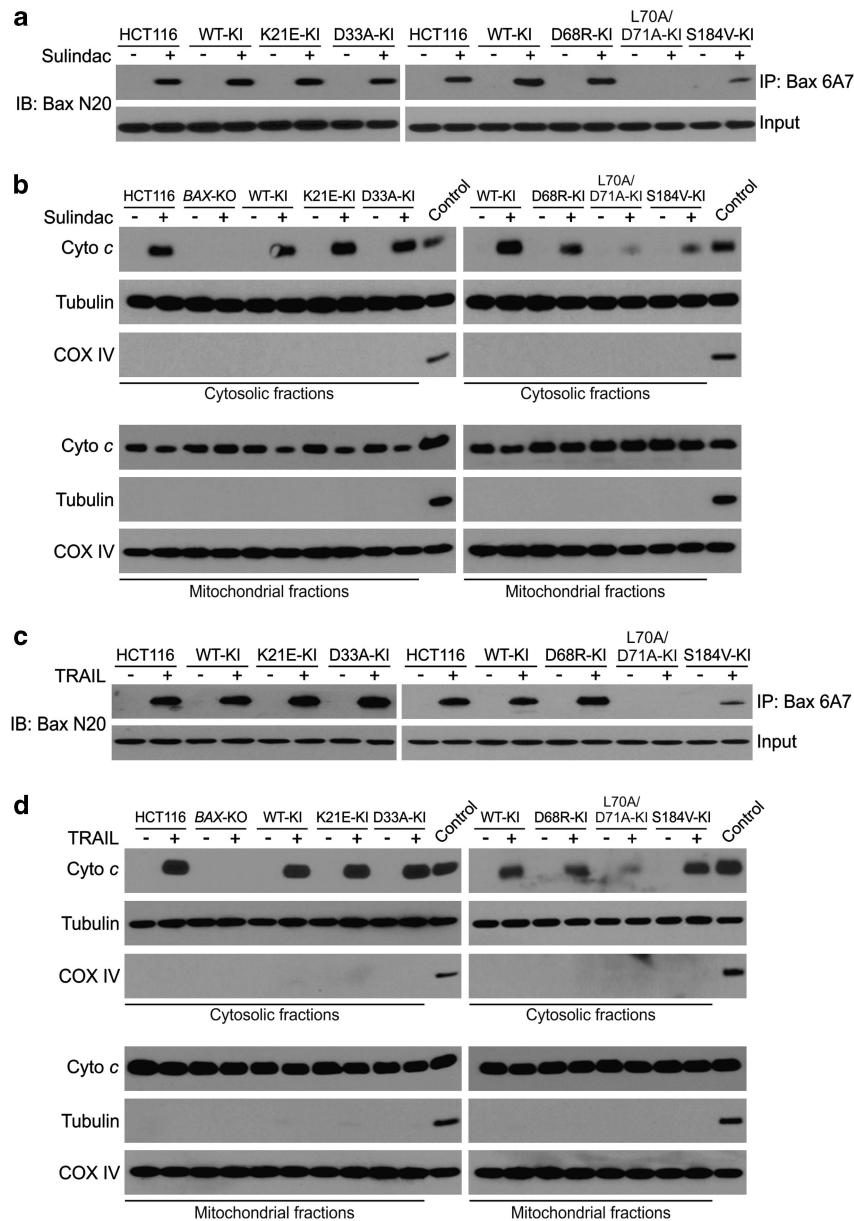 a
L70A/
HCT116 WT-KI K21E-KI D33A-KI HCT116 WT-KI D68R-KI D71A-KI S184V-KI
Sulindac - + - + - + - + - + - + - + - + - +
IP: Bax 6A7
IB: Bax N20
Input
b
L70A/
HCT116 BAX-KO WT-KI K21E-KI D33A-KI Control WT-KI D68R-KI D71A-KI S184V-KI Control
Sulindac - + - + - + - + - + - + - + - + - +
Cyto c
Tubulin
COX IV
Cytosolic fractions Cytosolic fractions
Cyto c
Tubulin
COX IV
Mitochondrial fractions Mitochondrial fractions
c
L70A/
HCT116 WT-KI K21E-KI D33A-KI HCT116 WT-KI D68R-KI D71A-KI S184V-KI
TRAIL - + - + - + - + - + - + - + - + - +
IP: Bax 6A7
IB: Bax N20
Input
d
L70A/
HCT116 BAX-KO WT-KI K21E-KI D33A-KI Control WT-KI D68R-KI D71A-KI S184V-KI Control
TRAIL - + - + - + - + - + - + - + - + - +
Cyto c
Tubulin
COX IV
Cytosolic fractions Cytosolic fractions
Cyto c
Tubulin
COX IV
Mitochondrial fractions Mitochondrial fractions